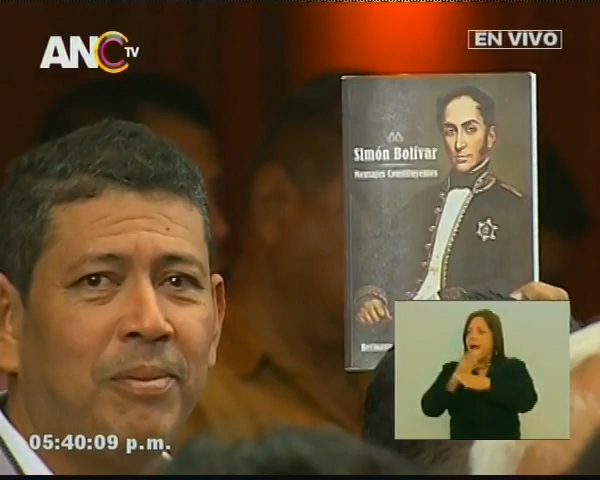 ANC TV
EN VIVO
Simón Bolívar
Mensajes Constituyentes
05:40:09 p.m.